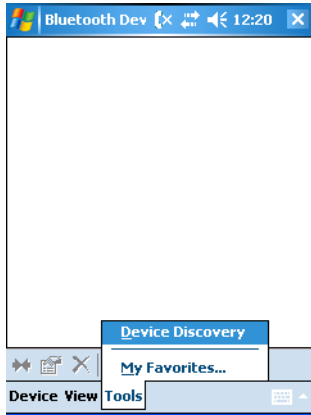 Bluetooth Dev 12:20
Device Discovery
My Favorites...
Device View Tools